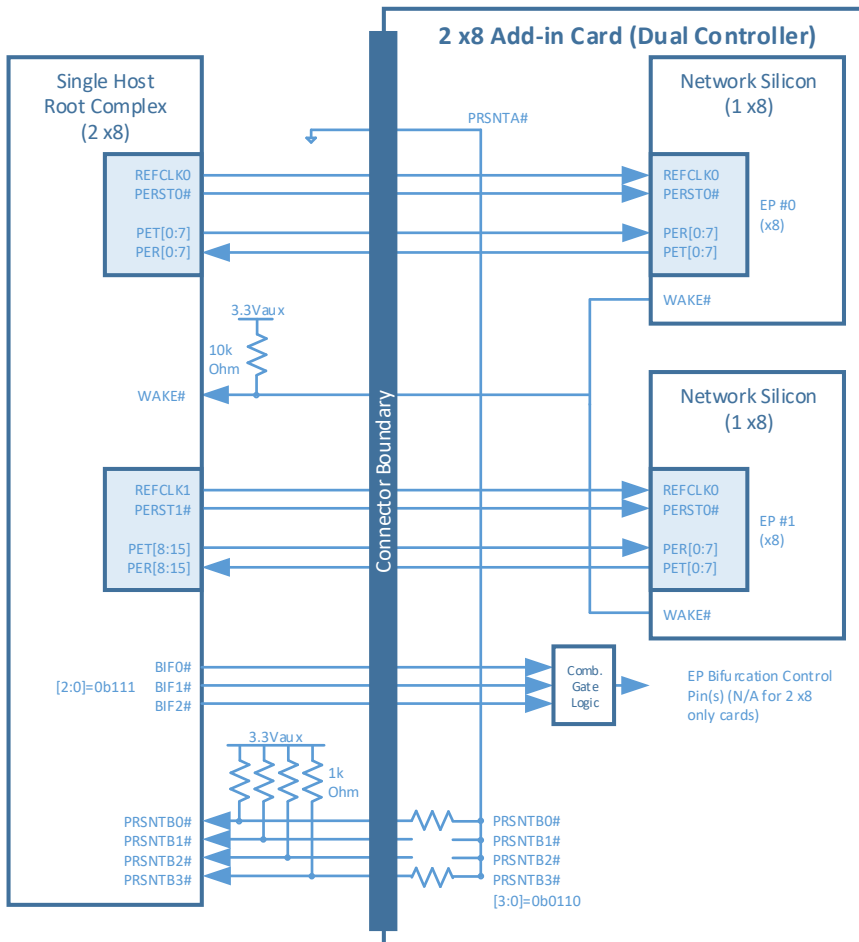 2 x8 Add-in Card (Dual Controller)
Single Host
Root Complex
(2 x8)
Network Silicon
(1 x8)
PRSNTA#
REFCLK0
PERST0#
PET[0:7]
PER[0:7]
REFCLK0
PERST0#
PER[0:7]
PET[0:7]
EP #0
(x8)
WAKE#
3.3Vaux
10k
Ohm
WAKE#
Connector Boundary
Network Silicon
(1 x8)
REFCLK1
PERST1#
PET[8:15]
PER[8:15]
REFCLK0
PERST0#
PER[0:7]
PET[0:7]
EP #1
(x8)
WAKE#
BIF0#
[2:0]=0b111 BIF1#
BIF2#
Comb.
Gate
Logic
EP Bifurcation Control
Pin(s) (N/A for 2 x8
only cards)
3.3Vaux
1k
Ohm
PRSNTB0#
PRSNTB1#
PRSNTB2#
PRSNTB3#
PRSNTB0#
PRSNTB1#
PRSNTB2#
PRSNTB3#
[3:0]=0b0110